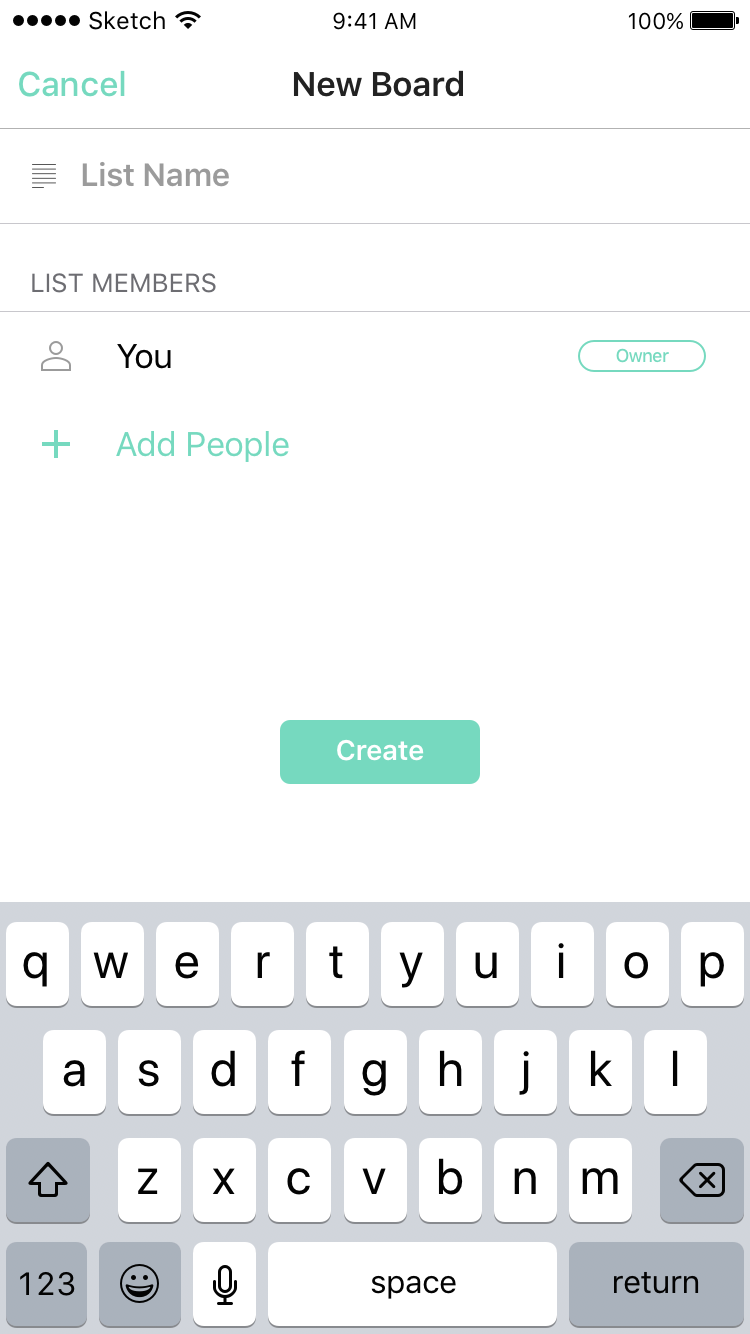 Sketch 9:41 AM 100%
Cancel New Board
List Name
LIST MEMBERS
You Owner
Add People
Create
q w e r t y u i o p
a s d f g h j k l
z x c v b n m
123 space return